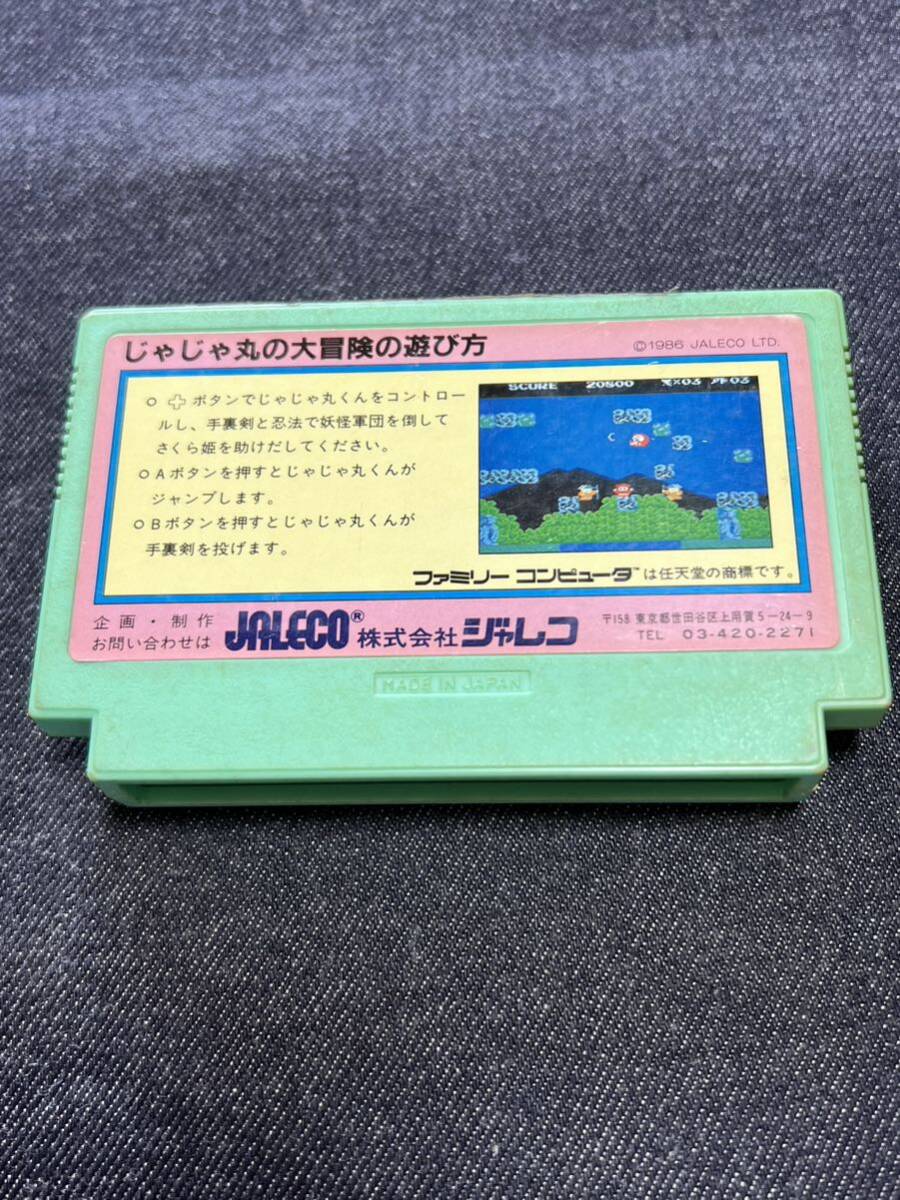 じゃじゃ丸の大冒険の遊び方
©1986 JALECO LTD.
○ ✚ボタンでじゃじゃ丸くんをコントロー
ルし、手裏剣と忍法で妖怪軍団を倒して
さくら姫を助けだしてください。
○Aボタンを押すとじゃじゃ丸くんが
ジャンプします。
○Bボタンを押すとじゃじゃ丸くんが
手裏剣を投げます。
SCORE 20800 ×03 アト03
ファミリー コンピュータ™は任天堂の商標です。
企画・制作
お問い合わせは
JALECO® 株式会社 ジャレコ
〒158 東京都世田谷区上用賀5-24-9
TEL 03-420-2271
MADE IN JAPAN